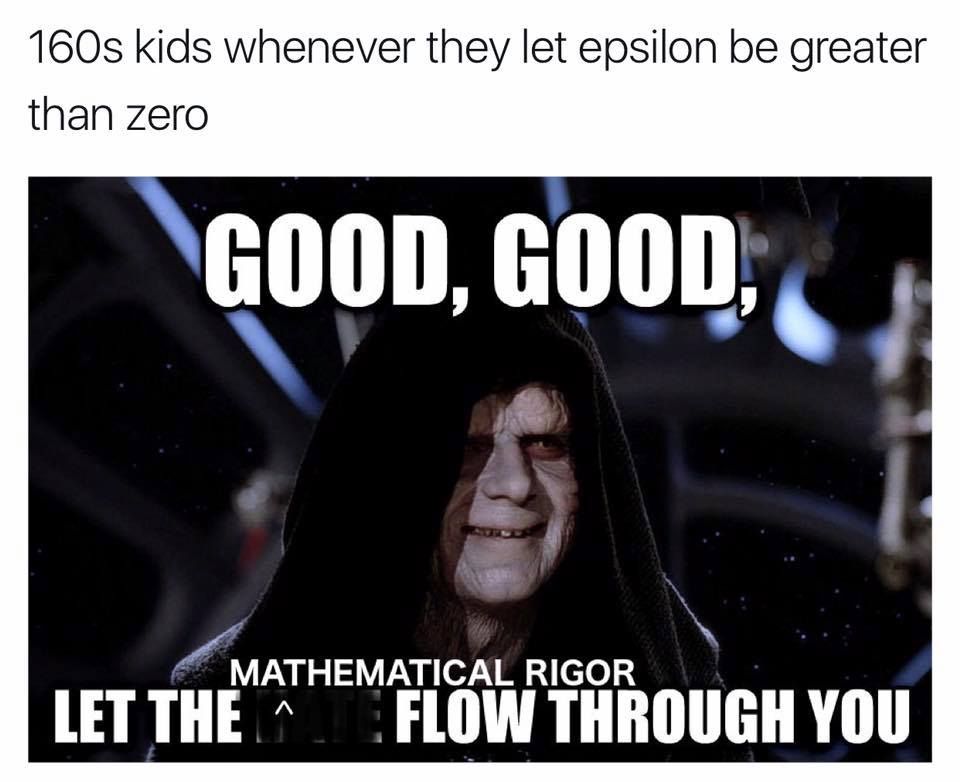 160s kids whenever they let epsilon be greater
than zero
GOOD, GOOD,
MATHEMATICAL RIGOR
LET THE ^ FLOW THROUGH YOU